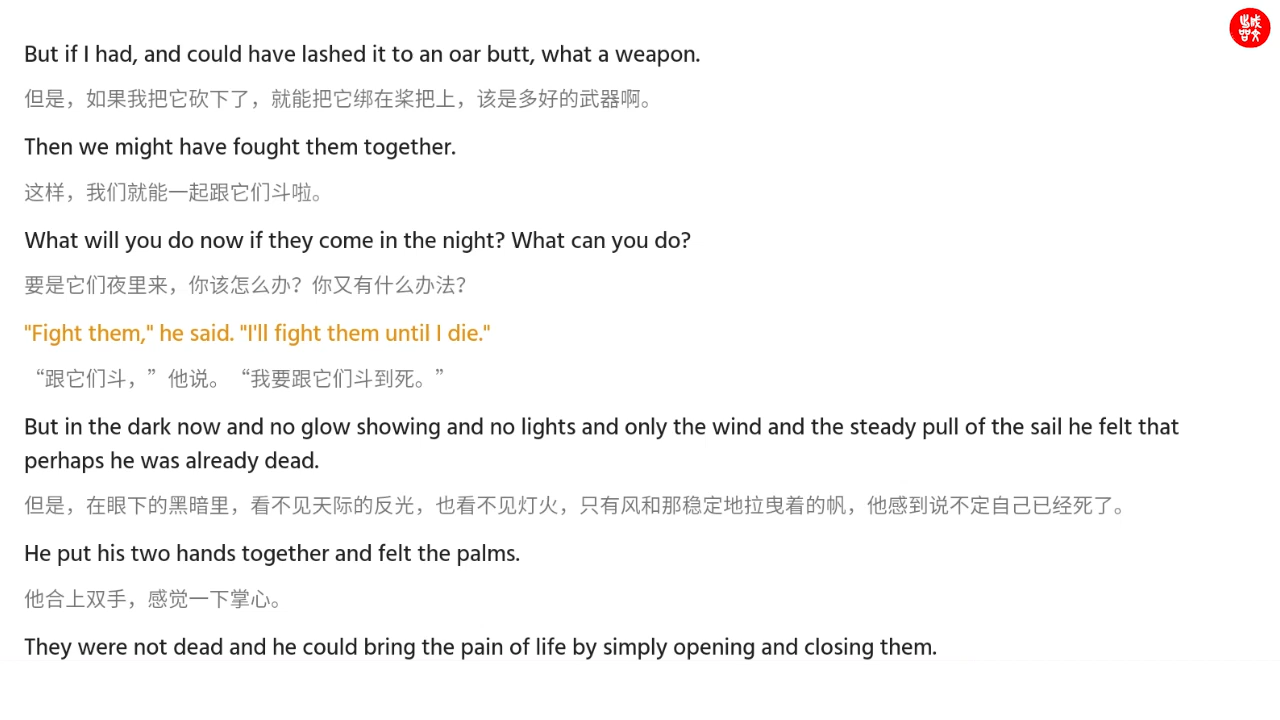 But if I had, and could have lashed it to an oar butt, what a weapon.
但是，如果我把它砍下了，就能把它绑在桨把上，该是多好的武器啊。
Then we might have fought them together.
这样，我们就能一起跟它们斗啦。
What will you do now if they come in the night? What can you do?
要是它们夜里来，你该怎么办？你又有什么办法？
"Fight them," he said. "I'll fight them until I die."
“跟它们斗，”他说。“我要跟它们斗到死。”
But in the dark now and no glow showing and no lights and only the wind and the steady pull of the sail he felt that
perhaps he was already dead.
但是，在眼下的黑暗里，看不见天际的反光，也看不见灯火，只有风和那稳定地拉曳着的帆，他感到说不定自己已经死了。
He put his two hands together and felt the palms.
他合上双手，感觉一下掌心。
They were not dead and he could bring the pain of life by simply opening and closing them.